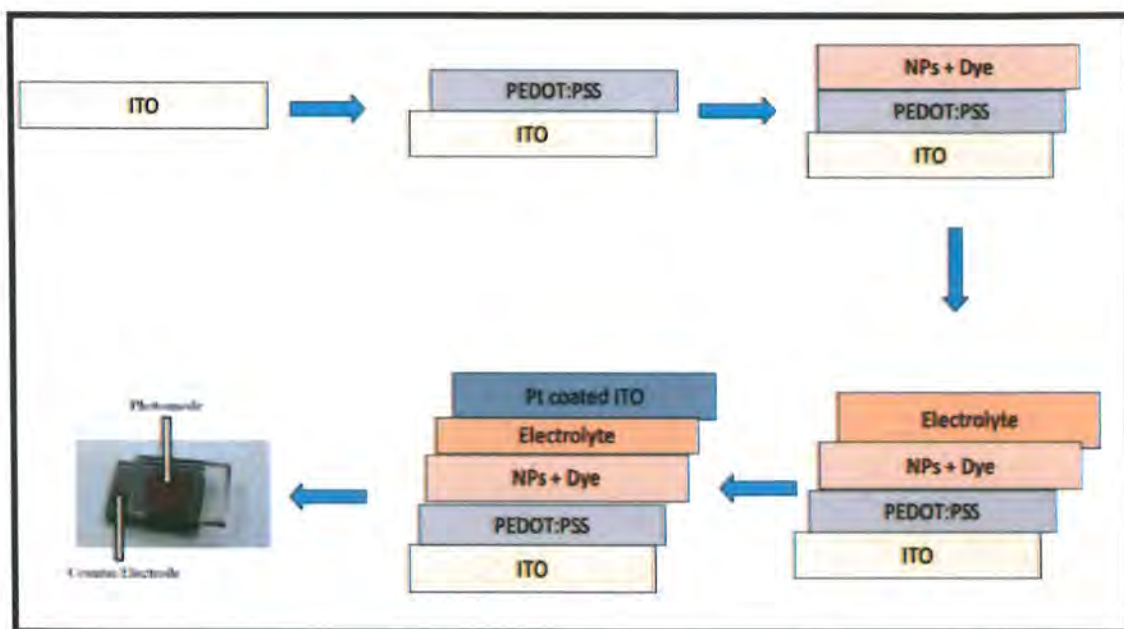 ITO
PEDOT:PSS
ITO
NPs + Dye
PEDOT:PSS
ITO
Electrolyte
NPs + Dye
PEDOT:PSS
ITO
Pt coated ITO
Electrolyte
NPs + Dye
PEDOT:PSS
ITO
Photoanode
Counter Electrode